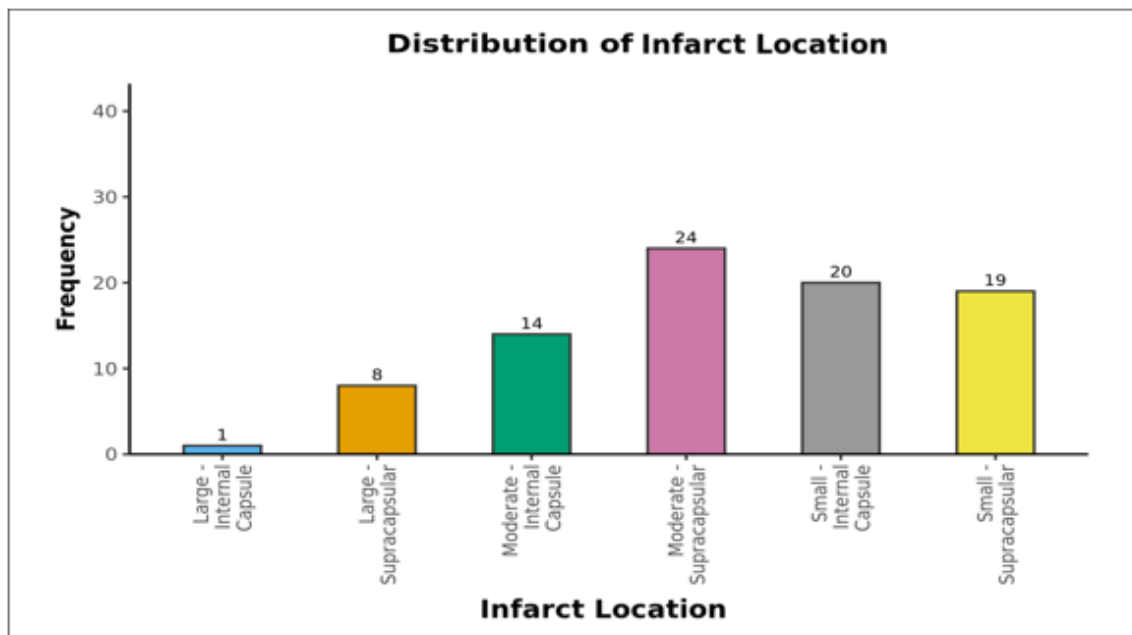 Distribution of Infarct Location
Frequency
40
30
20
10
0
1
8
14
24
20
19
Large -
Internal
Capsule
Large -
Supracapsular
Moderate -
Internal
Capsule
Moderate -
Supracapsular
Small -
Internal
Capsule
Small -
Supracapsular
Infarct Location